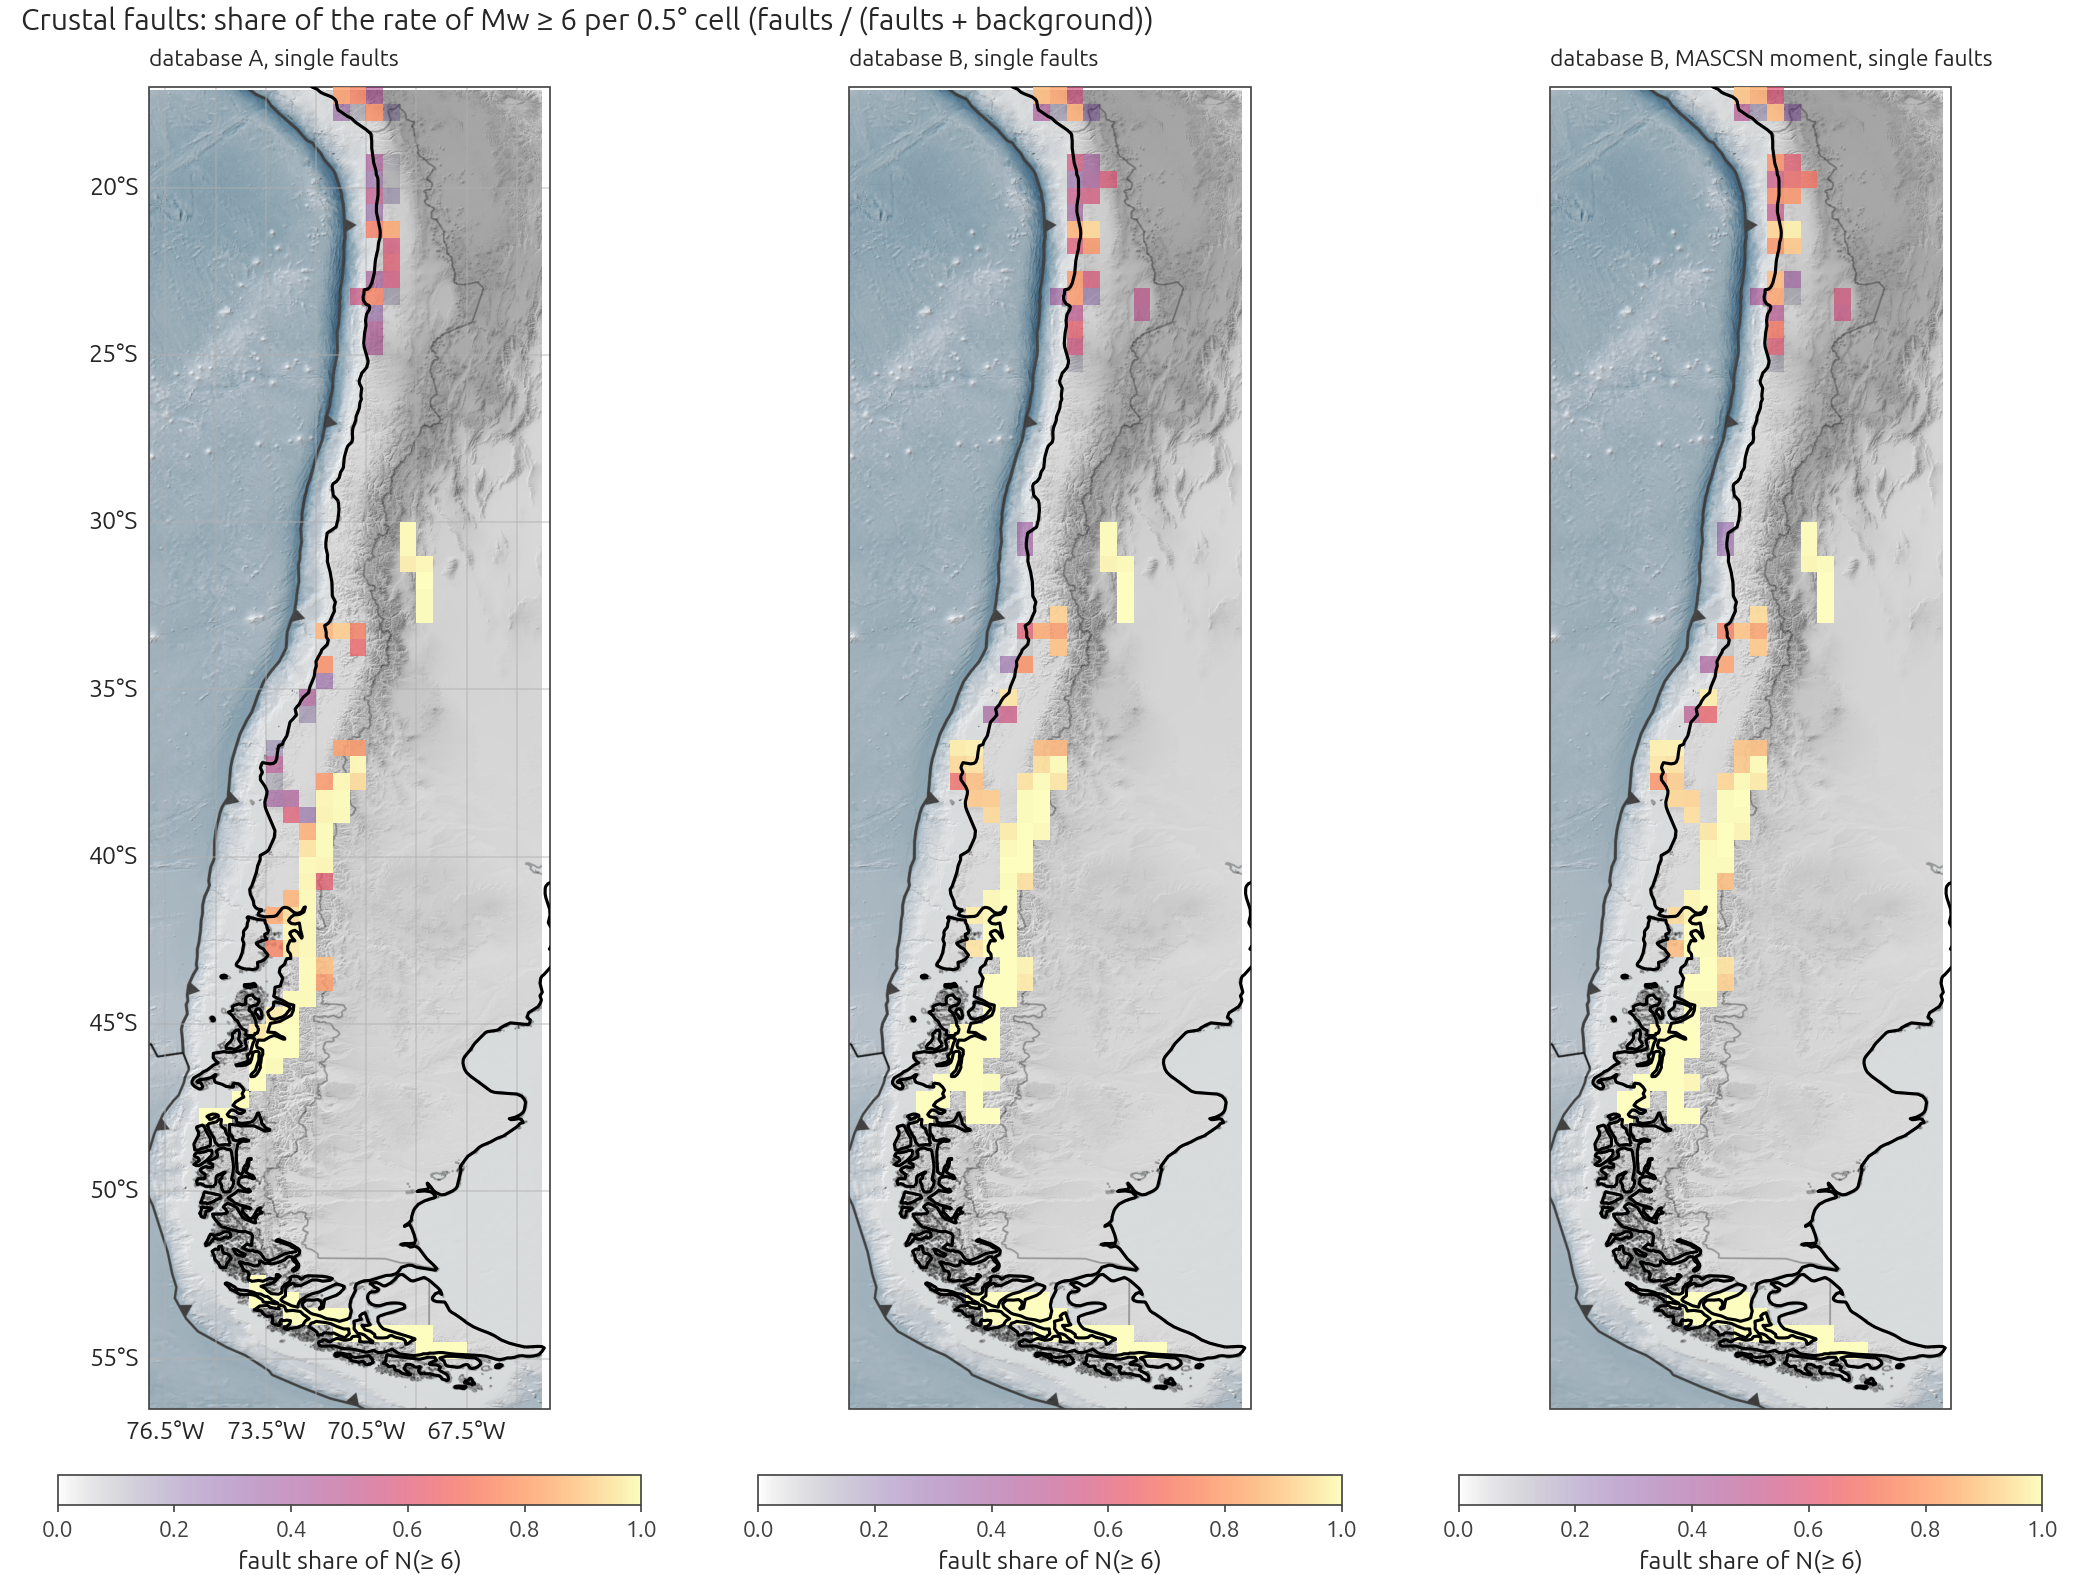 Crustal faults: share of the rate of Mw ≥ 6 per 0.5° cell (faults / (faults + background))
database A, single faults
database B, single faults
database B, MASCSN moment, single faults
20°S
25°S
30°S
35°S
40°S
45°S
50°S
55°S
76.5°W 73.5°W 70.5°W 67.5°W
0.0 0.2 0.4 0.6 0.8 1.0
fault share of N(≥ 6)
0.0 0.2 0.4 0.6 0.8 1.0
fault share of N(≥ 6)
0.0 0.2 0.4 0.6 0.8 1.0
fault share of N(≥ 6)